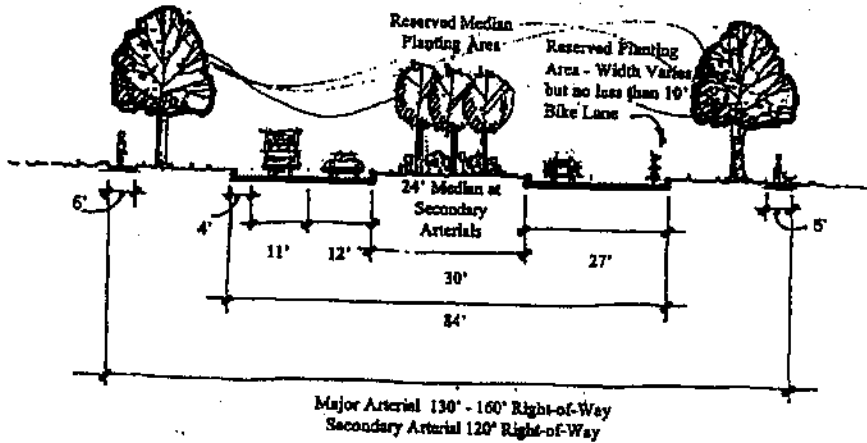 Reserved Median
Planting Area
Reserved Planting
Area - Width Varies
but no less than 10'
Bike Lane
24' Median at
Secondary
Arterials
6'
4'
11'
12'
30'
27'
5'
84'
Major Arterial 130' - 160' Right-of-Way
Secondary Arterial 120' Right-of-Way